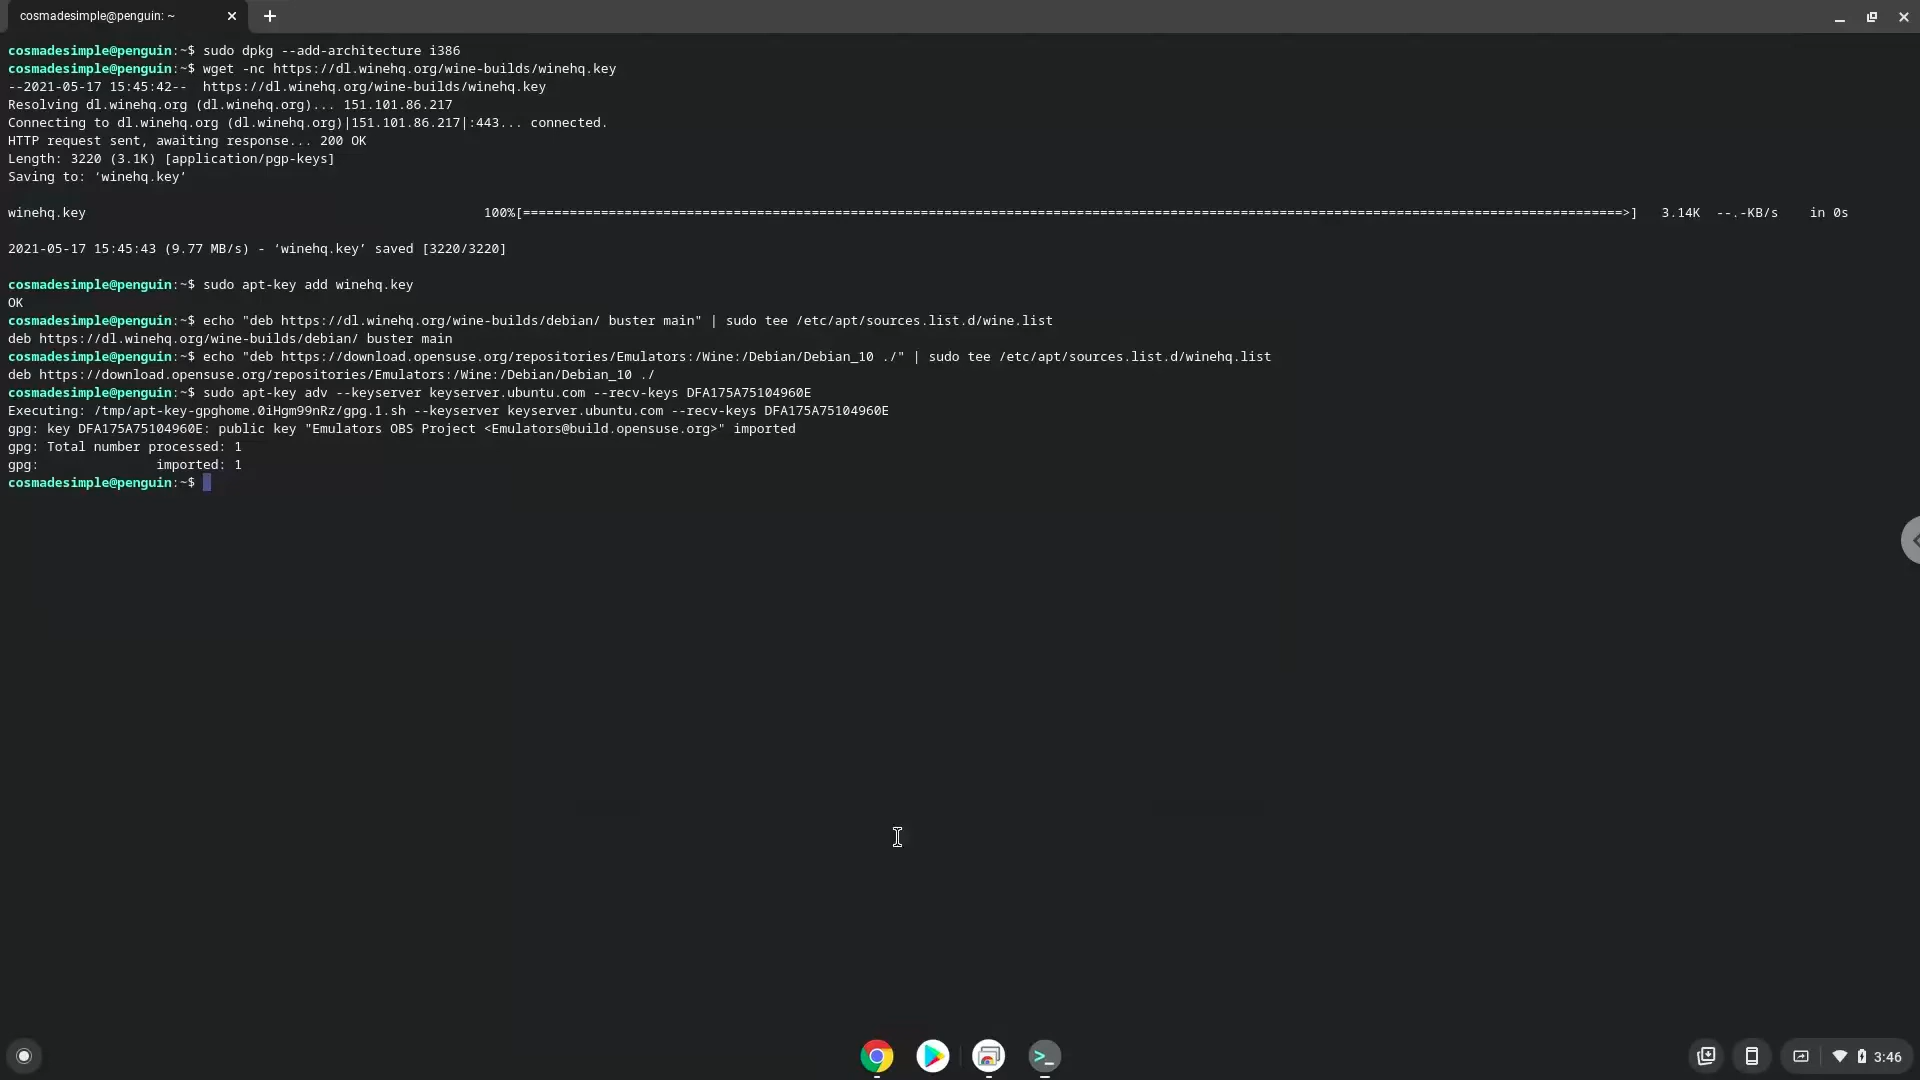 cosmadesimple@penguin: ~
cosmadesimple@penguin:~$ sudo dpkg --add-architecture i386
cosmadesimple@penguin:~$ wget -nc https://dl.winehq.org/wine-builds/winehq.key
--2021-05-17 15:45:42--  https://dl.winehq.org/wine-builds/winehq.key
Resolving dl.winehq.org (dl.winehq.org)... 151.101.86.217
Connecting to dl.winehq.org (dl.winehq.org)|151.101.86.217|:443... connected.
HTTP request sent, awaiting response... 200 OK
Length: 3220 (3.1K) [application/pgp-keys]
Saving to: ‘winehq.key’
winehq.key 100%[=============================================================================================================================================>] 3.14K --.-KB/s in 0s
2021-05-17 15:45:43 (9.77 MB/s) - ‘winehq.key’ saved [3220/3220]
cosmadesimple@penguin:~$ sudo apt-key add winehq.key
OK
cosmadesimple@penguin:~$ echo "deb https://dl.winehq.org/wine-builds/debian/ buster main" | sudo tee /etc/apt/sources.list.d/wine.list
deb https://dl.winehq.org/wine-builds/debian/ buster main
cosmadesimple@penguin:~$ echo "deb https://download.opensuse.org/repositories/Emulators:/Wine:/Debian/Debian_10 ./" | sudo tee /etc/apt/sources.list.d/winehq.list
deb https://download.opensuse.org/repositories/Emulators:/Wine:/Debian/Debian_10 ./
cosmadesimple@penguin:~$ sudo apt-key adv --keyserver keyserver.ubuntu.com --recv-keys DFA175A75104960E
Executing: /tmp/apt-key-gpghome.0iHgm99nRz/gpg.1.sh --keyserver keyserver.ubuntu.com --recv-keys DFA175A75104960E
gpg: key DFA175A75104960E: public key "Emulators OBS Project <Emulators@build.opensuse.org>" imported
gpg: Total number processed: 1
gpg:               imported: 1
cosmadesimple@penguin:~$
3:46